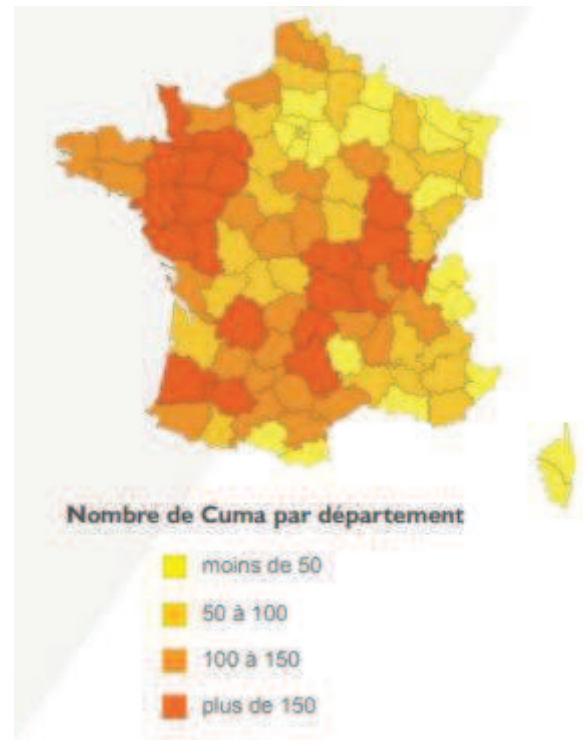 Nombre de Cuma par département
moins de 50
50 à 100
100 à 150
plus de 150